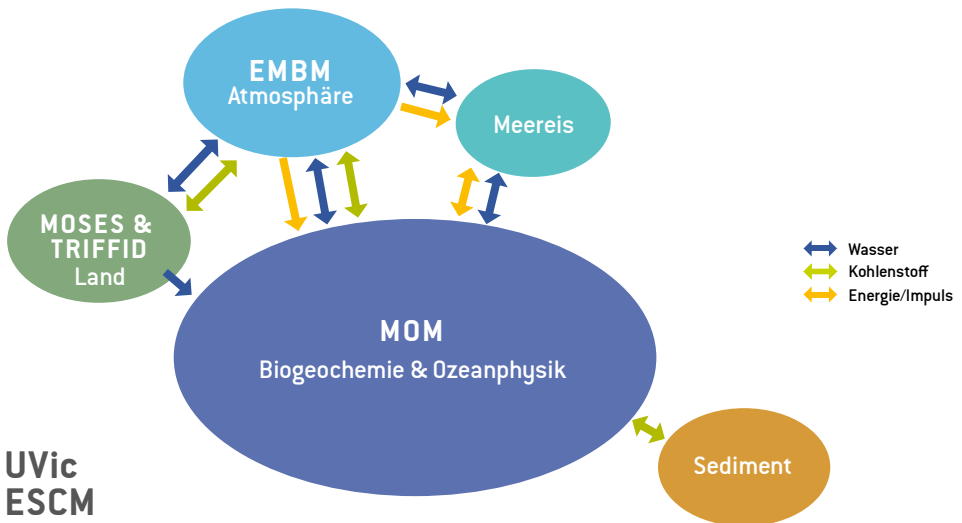 EMBM
Atmosphäre
Meereis
MOSES &
TRIFFID
Land
Wasser
Kohlenstoff
Energie/Impuls
MOM
Biogeochemie & Ozeanphysik
Sediment
UVic
ESCM